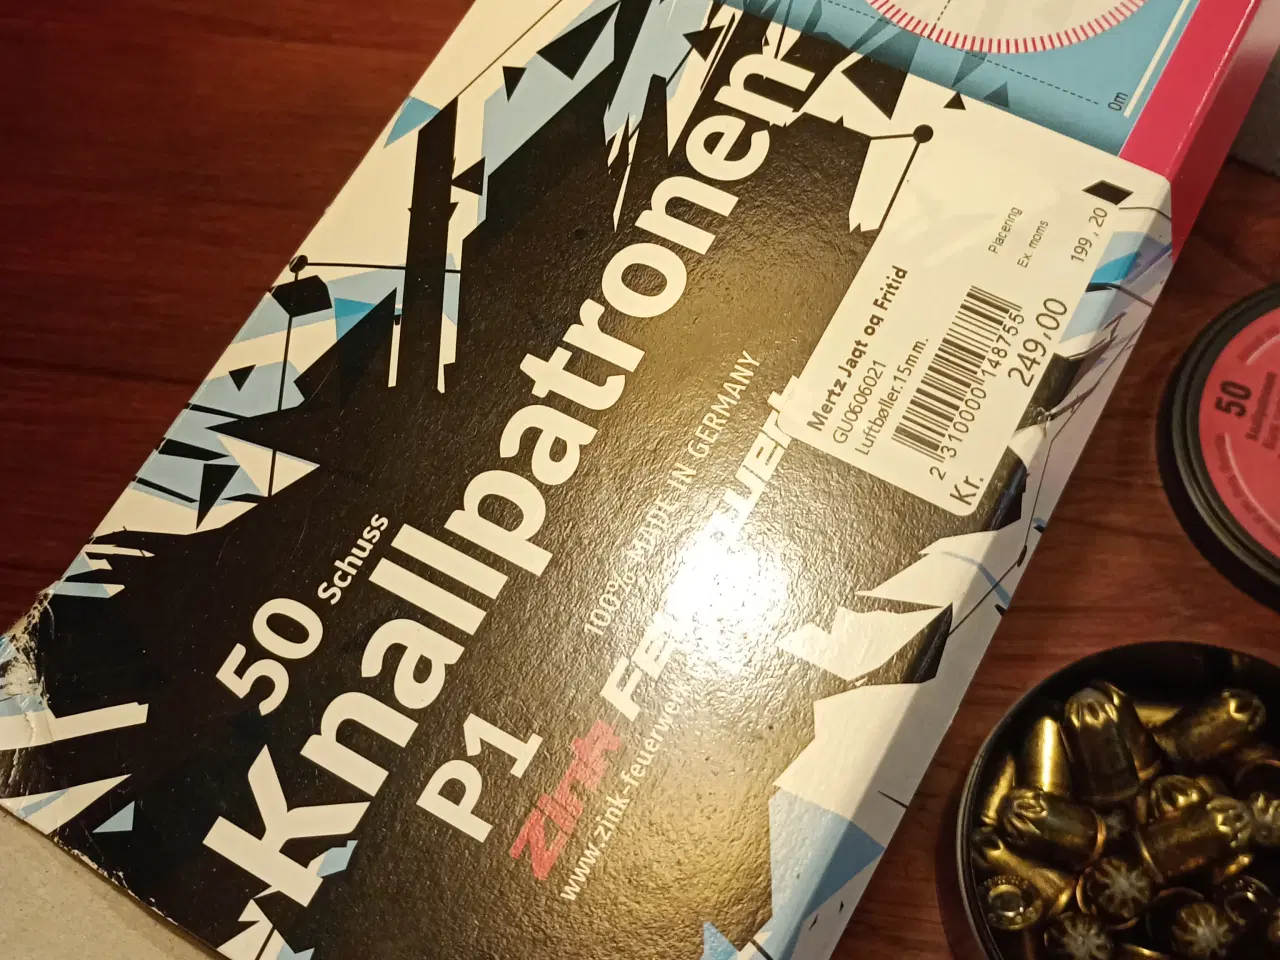 50 Schuss
Knallpatronen
P1
100% MADE IN GERMANY
zink
www.zink-feuerwerk
0m
Mertz Jagt og Fritid
GU0606021
Luftbøller.15mm.
Placering
Ex. moms
199,20
2 310000 148755
Kr. 249,00
50